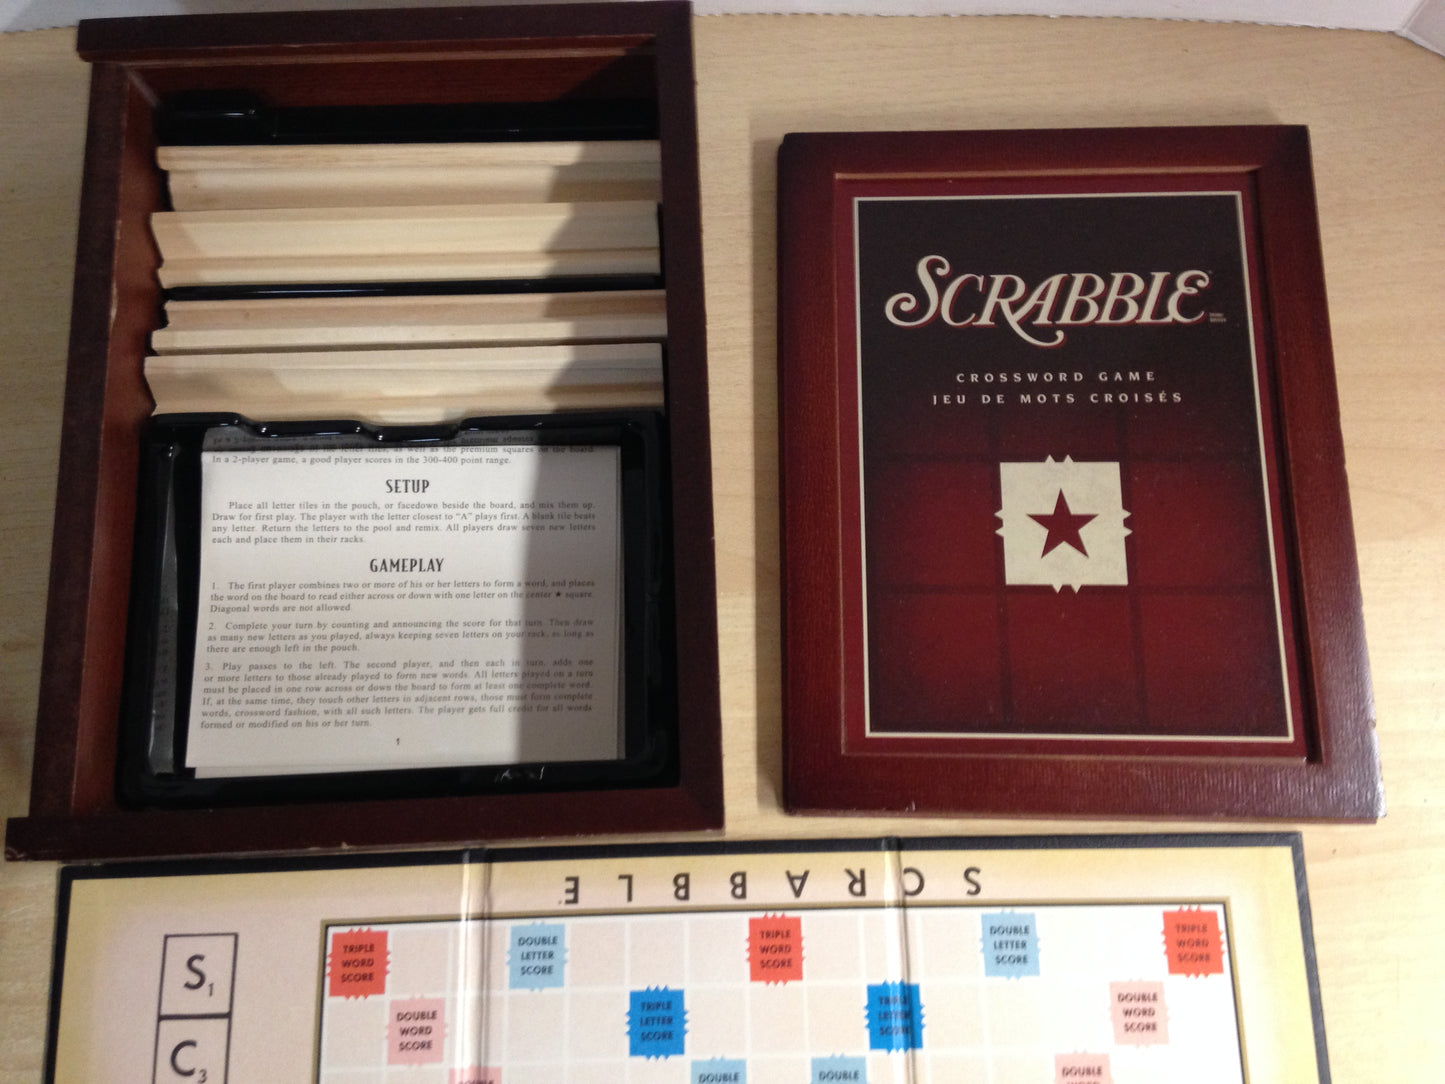 any letter tiles, as well as the premium squares on the board.
In a 2-player game, a good player scores in the 300-400 point range.
SETUP
Place all letter tiles in the pouch, or facedown beside the board, and mix them up.
Draw for first play. The player with the letter closest to "A" plays first. A blank tile beats
any letter. Return the letters to the pool and remix. All players draw seven new letters
each and place them in their racks.
GAMEPLAY
1. The first player combines two or more of his or her letters to form a word, and places
the word on the board to read either across or down with one letter on the center ★ square.
Diagonal words are not allowed.
2. Complete your turn by counting and announcing the score for that turn. Then draw
as many new letters as you played, always keeping seven letters on your rack, as long as
there are enough left in the pouch.
3. Play passes to the left. The second player, and then each in turn, adds one
or more letters to those already played to form new words. All letters played on a turn
must be placed in one row across or down the board to form at least one complete word.
If, at the same time, they touch other letters in adjacent rows, those must form complete
words, crossword fashion, with all such letters. The player gets full credit for all words
formed or modified on his or her turn.
1
SCRABBLE
CROSSWORD GAME
JEU DE MOTS CROISÉS
SCRABBLE
S1
C3
TRIPLE
WORD
SCORE
DOUBLE
LETTER
SCORE
TRIPLE
WORD
SCORE
DOUBLE
LETTER
SCORE
TRIPLE
WORD
SCORE
DOUBLE
WORD
SCORE
TRIPLE
LETTER
SCORE
TRIPLE
LETTER
SCORE
DOUBLE
WORD
SCORE
DOUBLE
DOUBLE
DOUBLE
DOUBLE